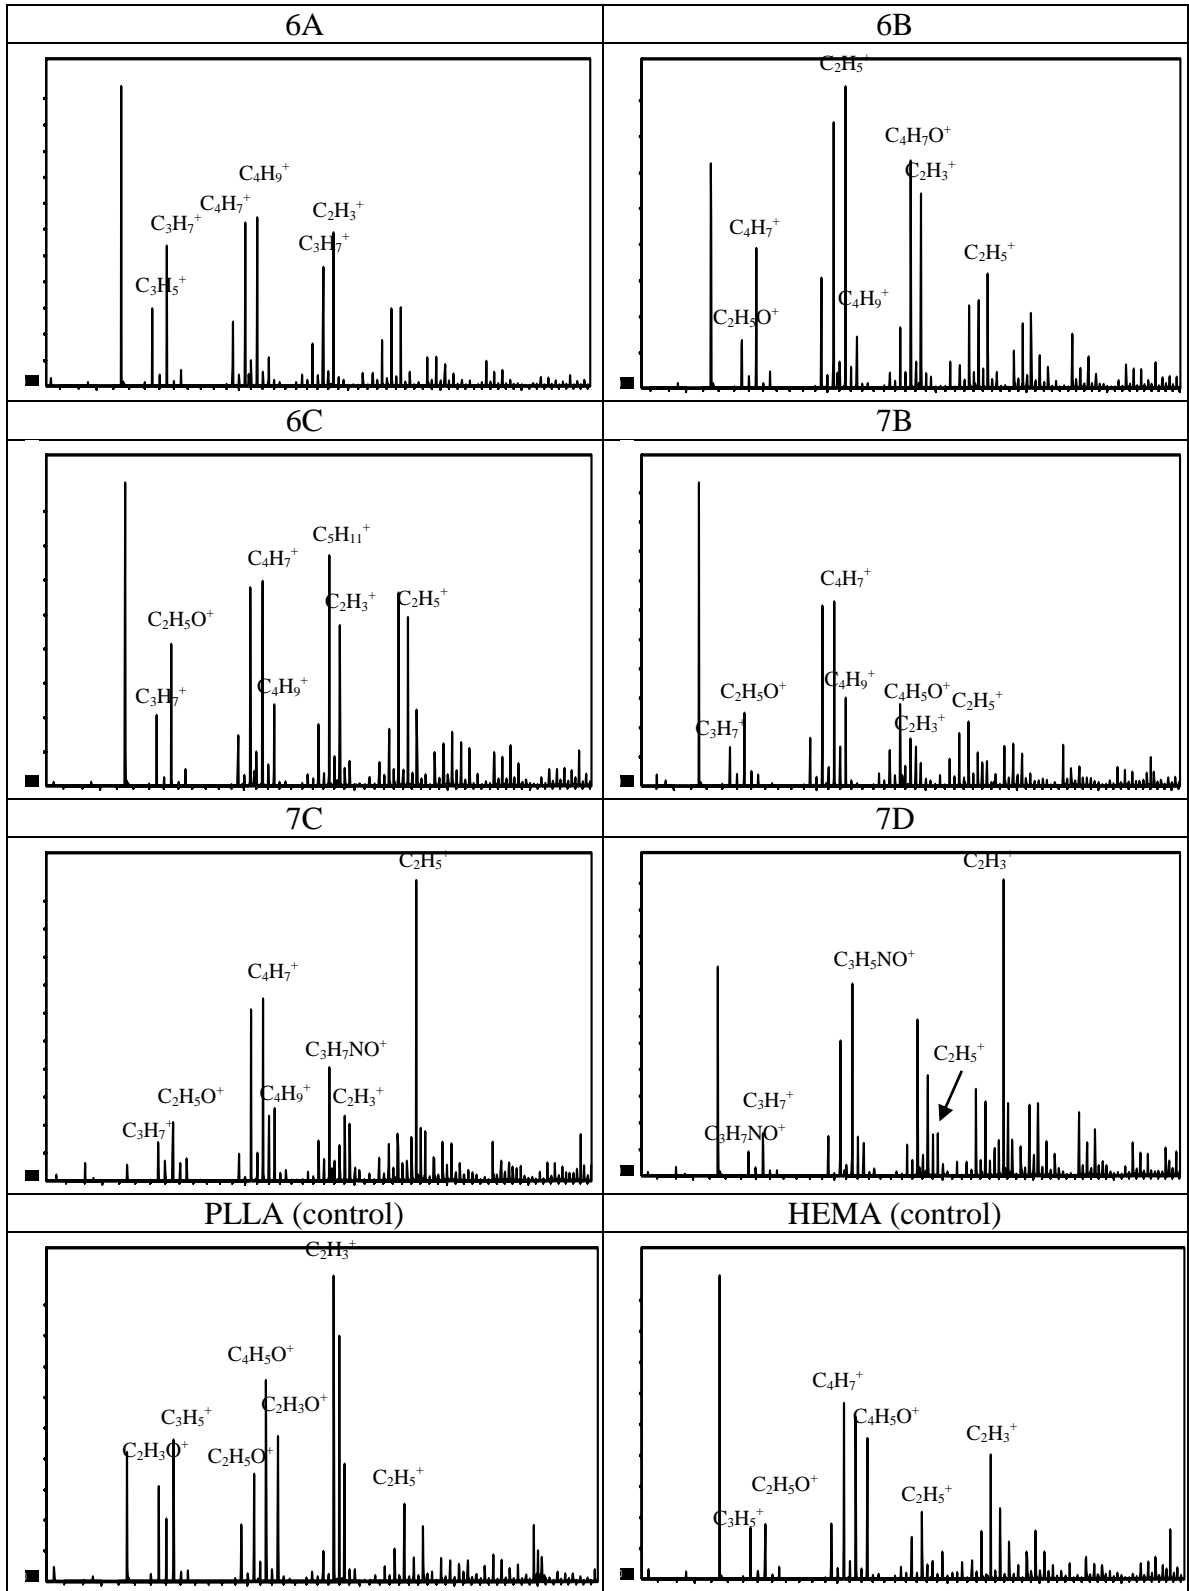 6A
C₄H₉⁺
C₄H₇⁺
C₂H₃⁺
C₃H₇⁺
C₃H₇⁺
C₃H₅⁺
6B
C₂H₅⁺
C₄H₇O⁺
C₂H₃⁺
C₄H₇⁺
C₂H₅⁺
C₄H₉⁺
C₂H₅O⁺
6C
C₅H₁₁⁺
C₄H₇⁺
C₂H₃⁺
C₂H₅⁺
C₂H₅O⁺
C₃H₇⁺
C₄H₉⁺
7B
C₄H₇⁺
C₄H₉⁺
C₂H₅O⁺
C₄H₅O⁺
C₂H₅⁺
C₃H₇⁺
C₂H₃⁺
7C
C₂H₅⁺
C₄H₇⁺
C₃H₇NO⁺
C₂H₅O⁺
C₄H₉⁺
C₂H₃⁺
C₃H₇⁺
7D
C₂H₃⁺
C₃H₅NO⁺
C₂H₅⁺
C₃H₇⁺
C₃H₇NO⁺
PLLA (control)
C₂H₃⁺
C₄H₅O⁺
C₂H₃O⁺
C₃H₅⁺
C₂H₃O⁺
C₂H₅O⁺
C₂H₅⁺
HEMA (control)
C₄H₇⁺
C₄H₅O⁺
C₂H₃⁺
C₂H₅O⁺
C₂H₅⁺
C₃H₅⁺